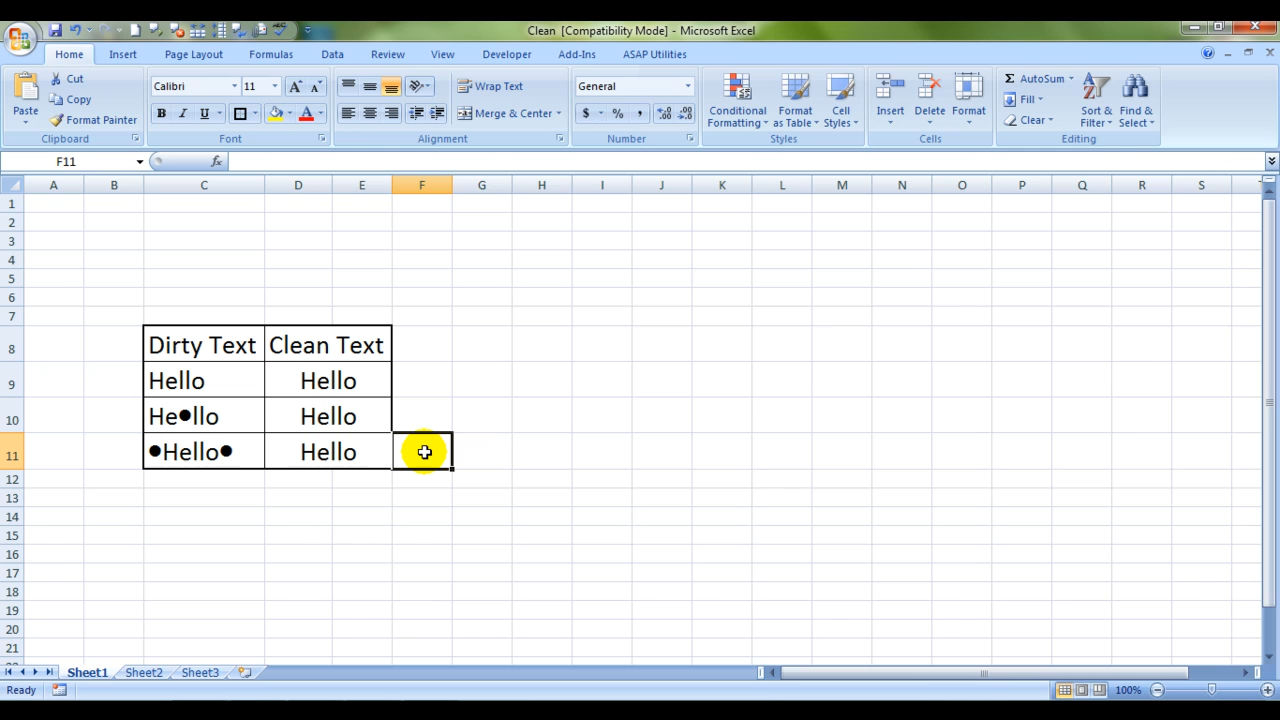 Clean [Compatibility Mode] - Microsoft Excel
Home Insert Page Layout Formulas Data Review View Developer Add-Ins ASAP Utilities
Paste Cut Copy Format Painter
Calibri 11
B I U A
Wrap Text
Merge & Center
General
$ % ,
Conditional Formatting Format as Table Cell Styles
Insert Delete Format
AutoSum Fill Clear
Sort & Filter Find & Select
Clipboard Font Alignment Number Styles Cells Editing
F11 fx
A B C D E F G H I J K L M N O P Q R S
1
2
3
4
5
6
7
8 Dirty Text Clean Text
9 Hello Hello
10 He●llo Hello
11 ●Hello● Hello
12
13
14
15
16
17
18
19
20
21
Sheet1 Sheet2 Sheet3
Ready 100%